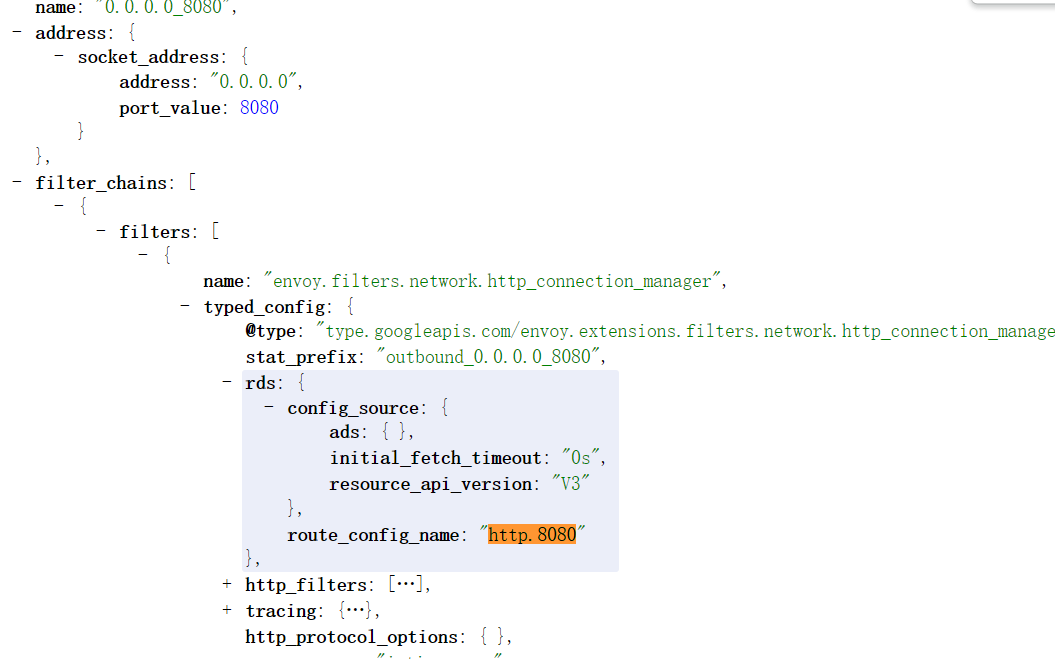 name: "0.0.0.0_8080",
- address: {
- socket_address: {
address: "0.0.0.0",
port_value: 8080
}
},
- filter_chains: [
- {
- filters: [
- {
name: "envoy.filters.network.http_connection_manager",
- typed_config: {
@type: "type.googleapis.com/envoy.extensions.filters.network.http_connection_manage
stat_prefix: "outbound_0.0.0.0_8080",
- rds: {
- config_source: {
ads: { },
initial_fetch_timeout: "0s",
resource_api_version: "V3"
},
route_config_name: "http.8080"
},
+ http_filters: […],
+ tracing: {…},
http_protocol_options: { },